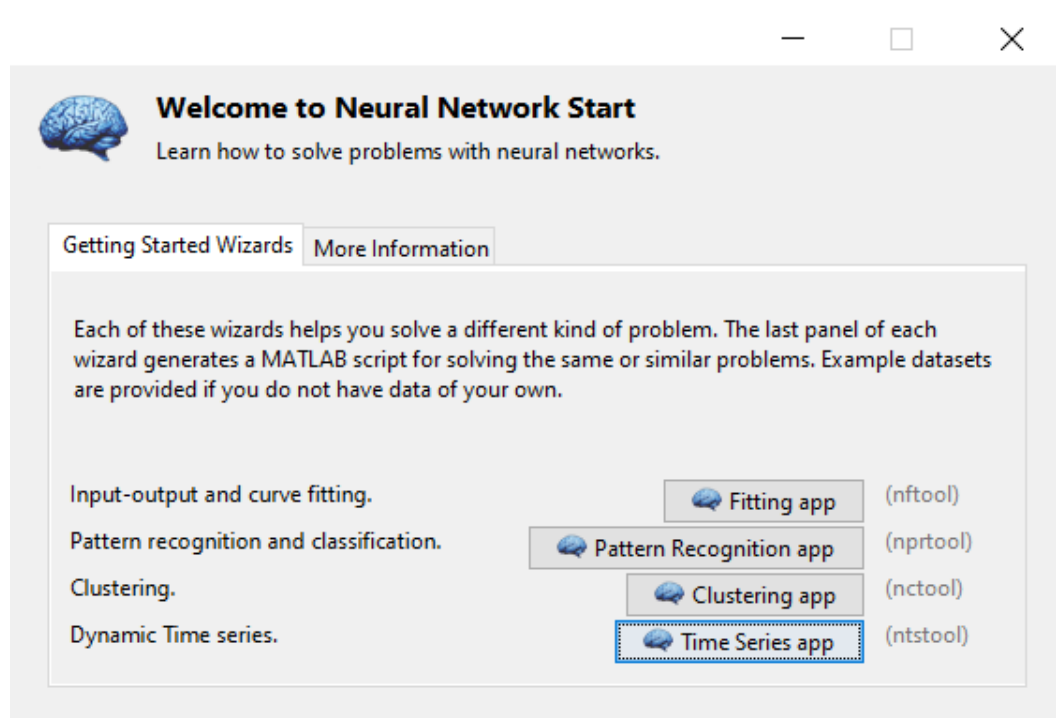 Welcome to Neural Network Start
Learn how to solve problems with neural networks.
Getting Started Wizards More Information
Each of these wizards helps you solve a different kind of problem. The last panel of each
wizard generates a MATLAB script for solving the same or similar problems. Example datasets
are provided if you do not have data of your own.
Input-output and curve fitting. Fitting app (nftool)
Pattern recognition and classification. Pattern Recognition app (nprtool)
Clustering. Clustering app (nctool)
Dynamic Time series. Time Series app (ntstool)